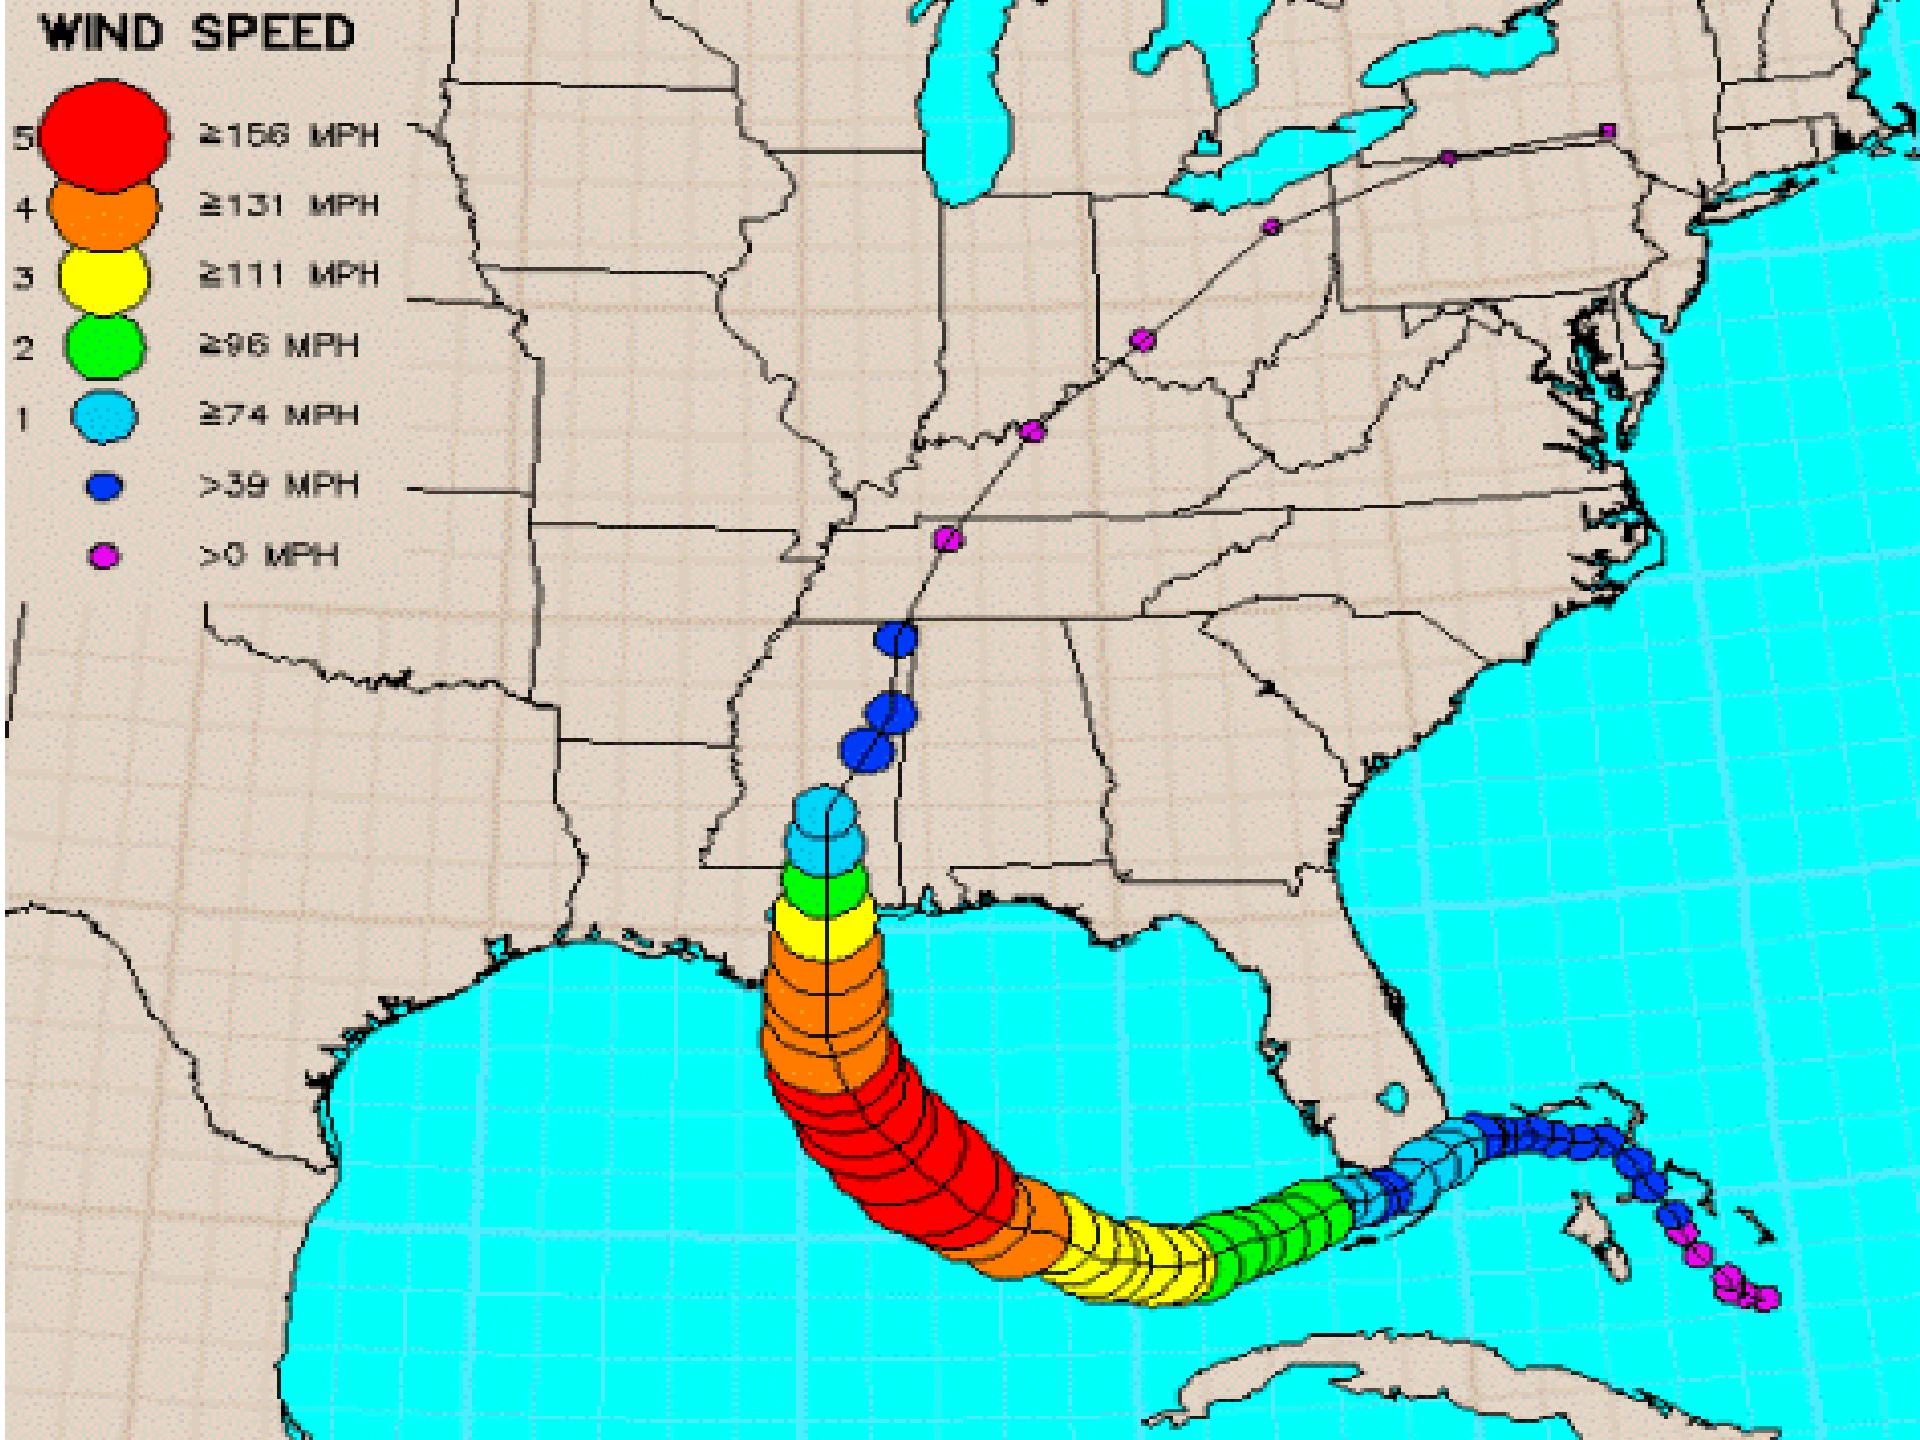 WIND SPEED
5 ≥156 MPH
4 ≥131 MPH
3 ≥111 MPH
2 ≥96 MPH
1 ≥74 MPH
>39 MPH
>0 MPH